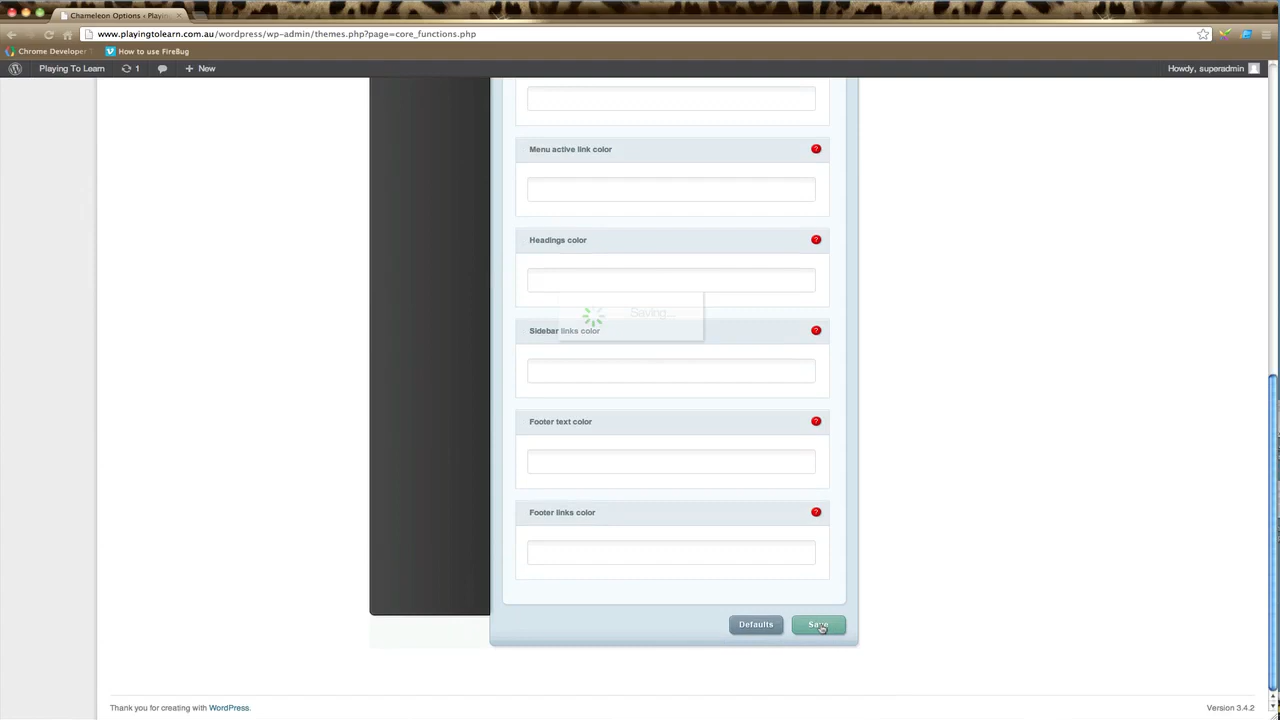 Chameleon Options ‹ Playin
www.playingtolearn.com.au/wordpress/wp-admin/themes.php?page=core_functions.php
Chrome Developer
How to use FireBug
Playing To Learn
1
+ New
Howdy, superadmin
Menu active link color
?
Headings color
?
Saving...
Sidebar links color
?
Footer text color
?
Footer links color
?
Defaults
Save
Thank you for creating with WordPress.
Version 3.4.2